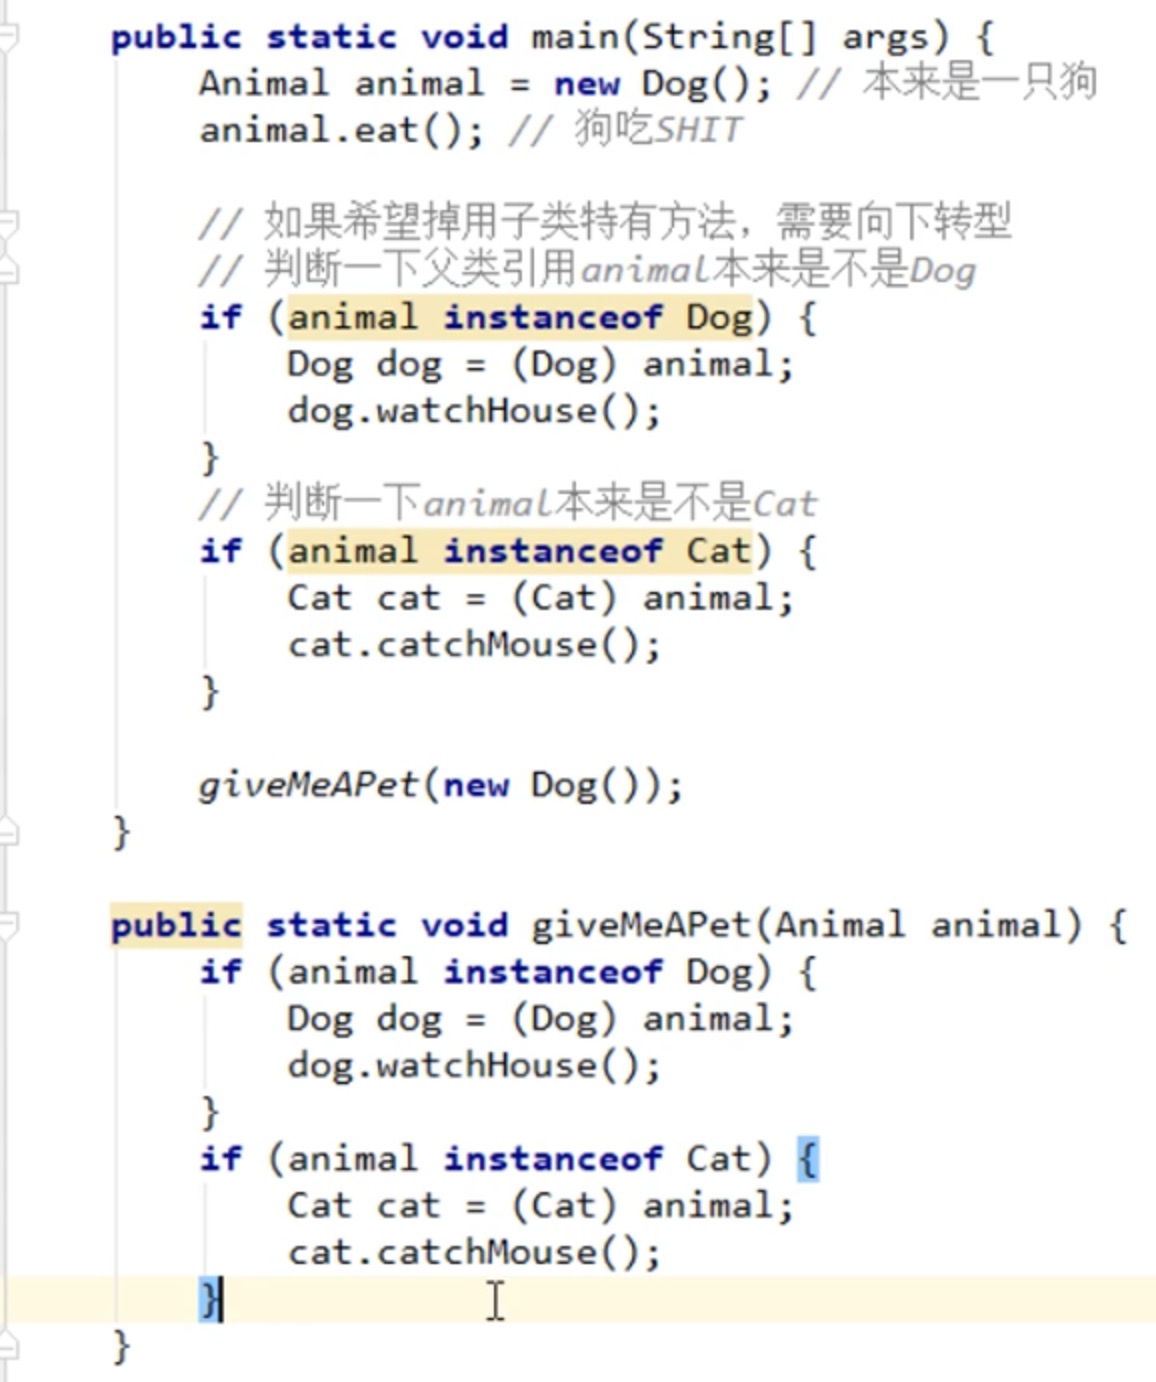 public static void main(String[] args) {
Animal animal = new Dog(); // 本来是一只狗
animal.eat(); // 狗吃SHIT
// 如果希望掉用子类特有方法，需要向下转型
// 判断一下父类引用animal本来是不是Dog
if (animal instanceof Dog) {
Dog dog = (Dog) animal;
dog.watchHouse();
}
// 判断一下animal本来是不是Cat
if (animal instanceof Cat) {
Cat cat = (Cat) animal;
cat.catchMouse();
}
giveMeAPet(new Dog());
}
public static void giveMeAPet(Animal animal) {
if (animal instanceof Dog) {
Dog dog = (Dog) animal;
dog.watchHouse();
}
if (animal instanceof Cat) {
Cat cat = (Cat) animal;
cat.catchMouse();
}
}